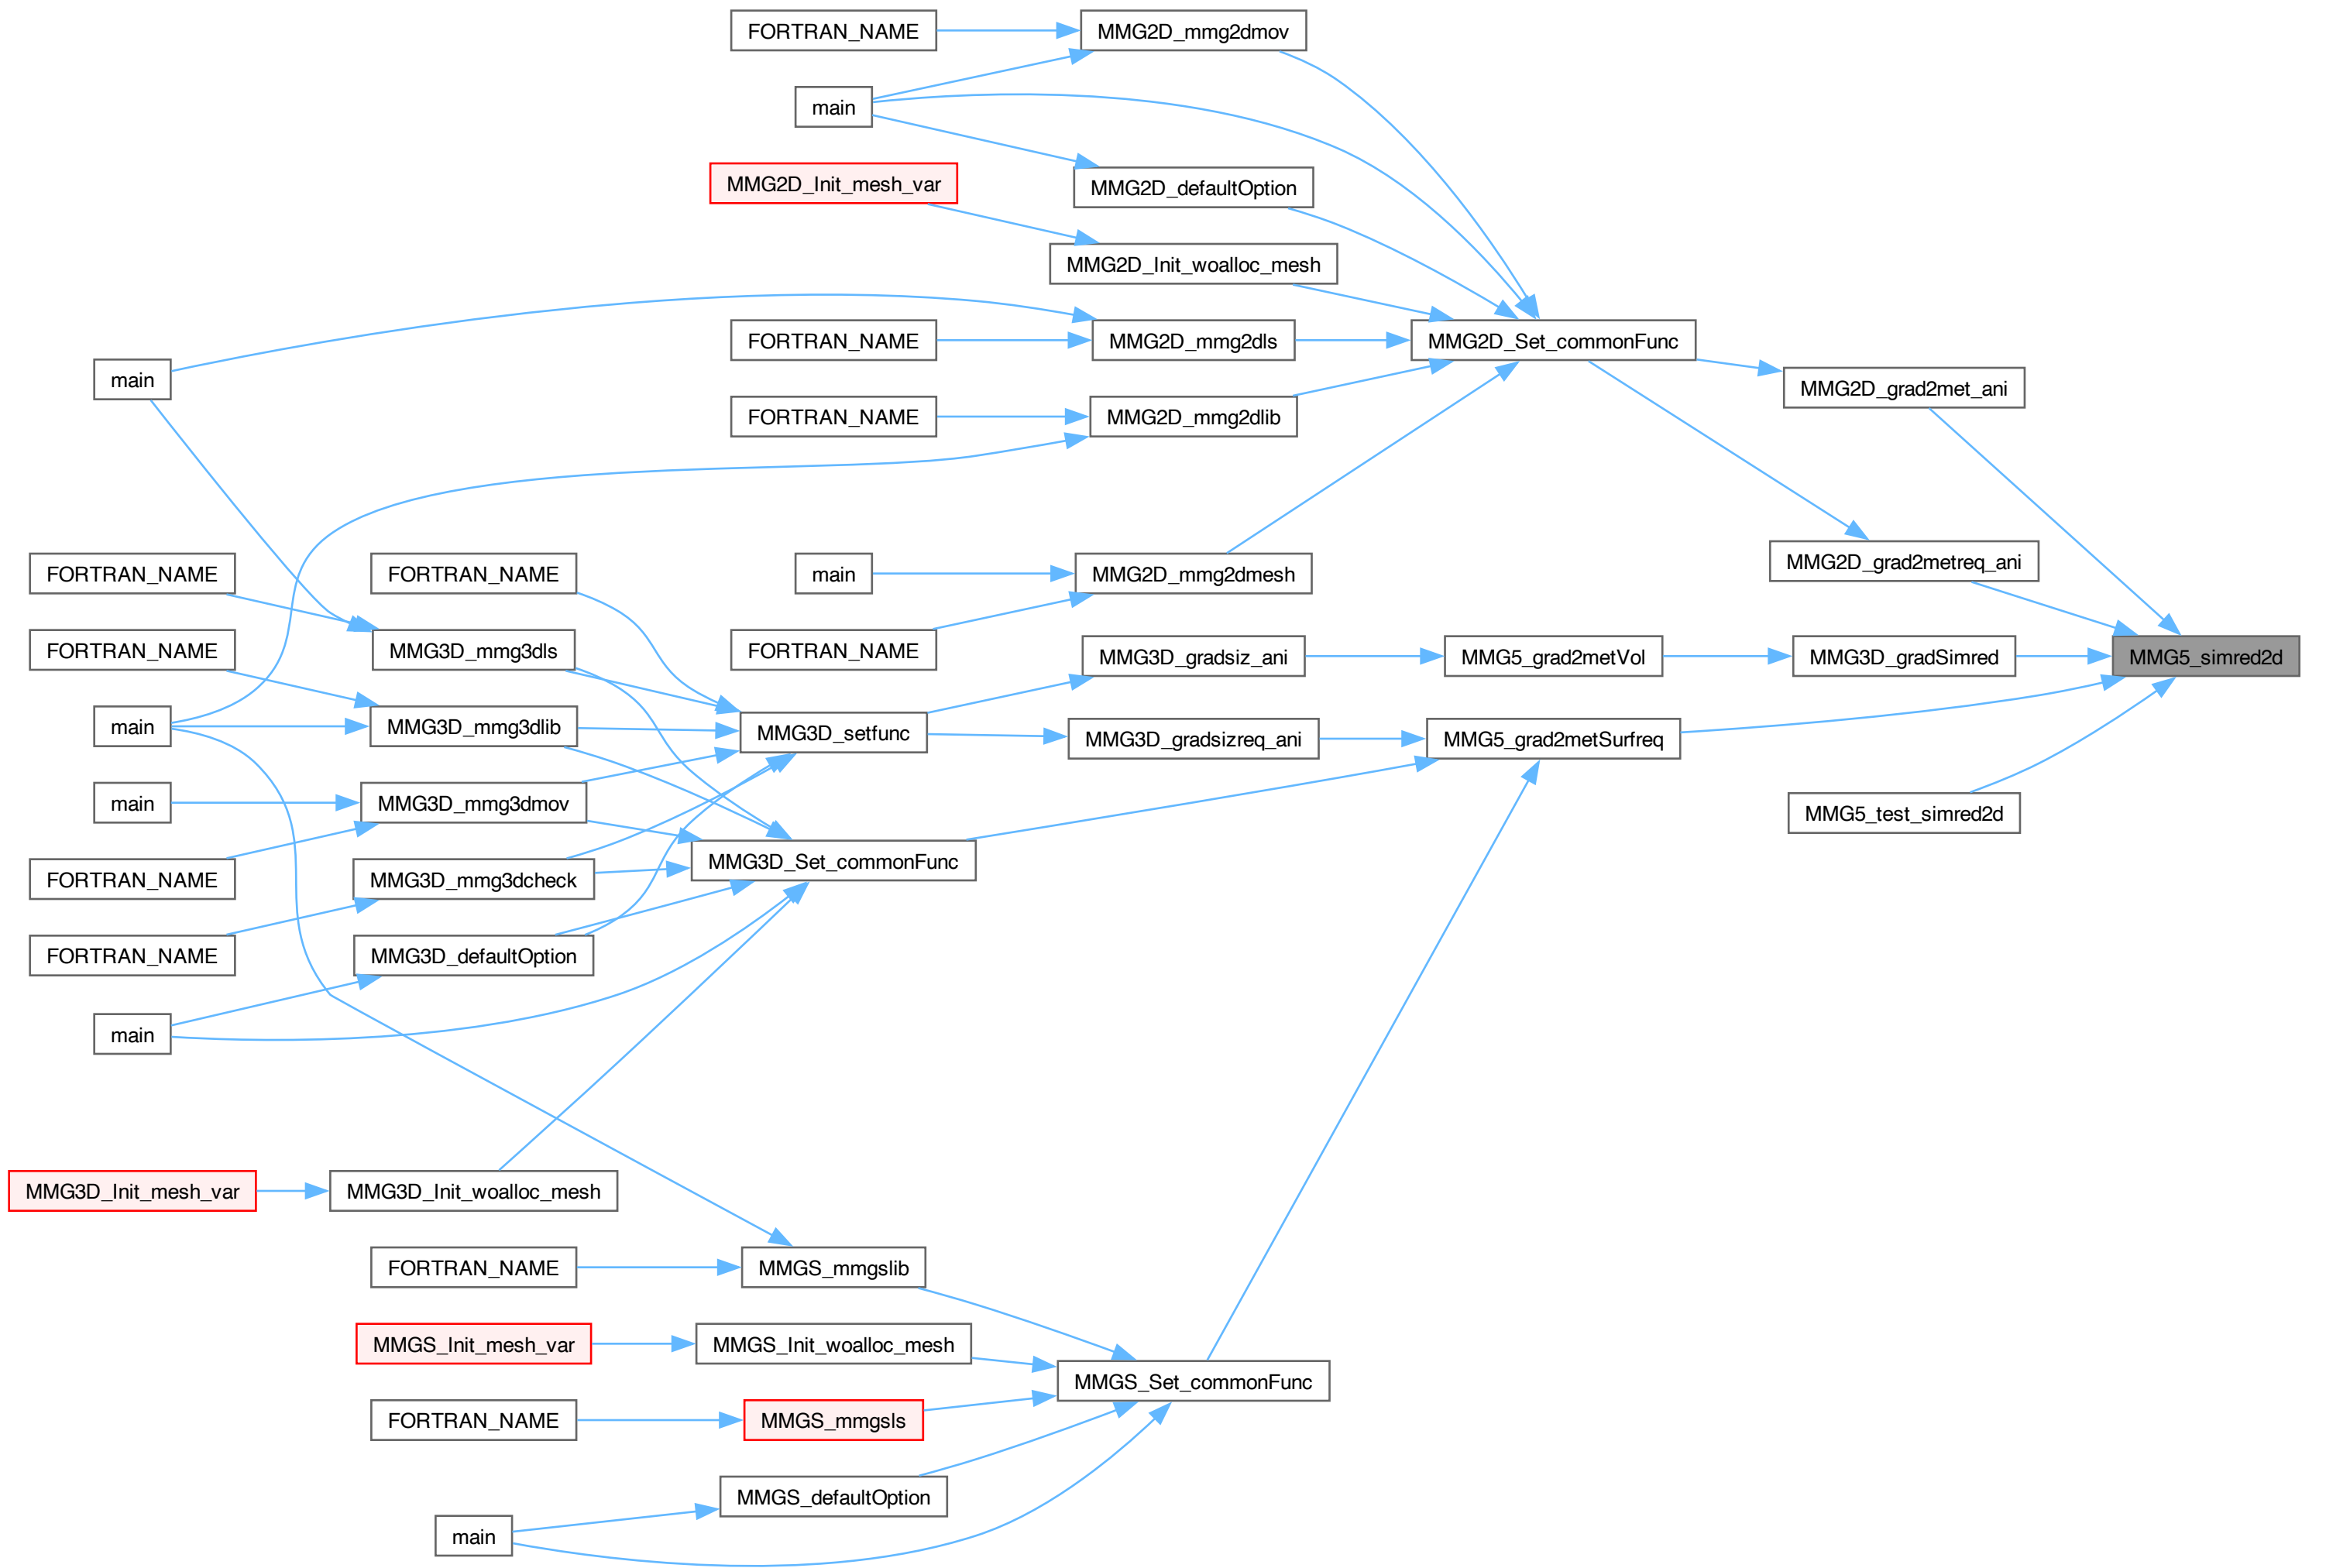 FORTRAN_NAME
MMG2D_mmg2dmov
main
MMG2D_Init_mesh_var
MMG2D_defaultOption
MMG2D_Init_woalloc_mesh
FORTRAN_NAME
MMG2D_mmg2dls
MMG2D_Set_commonFunc
main
MMG2D_grad2met_ani
FORTRAN_NAME
MMG2D_mmg2dlib
MMG2D_grad2metreq_ani
FORTRAN_NAME
FORTRAN_NAME
main
MMG2D_mmg2dmesh
FORTRAN_NAME
MMG3D_mmg3dls
FORTRAN_NAME
MMG3D_gradsiz_ani
MMG5_grad2metVol
MMG3D_gradSimred
MMG5_simred2d
main
MMG3D_mmg3dlib
MMG3D_setfunc
MMG3D_gradsizreq_ani
MMG5_grad2metSurfreq
main
MMG3D_mmg3dmov
MMG5_test_simred2d
FORTRAN_NAME
MMG3D_mmg3dcheck
MMG3D_Set_commonFunc
FORTRAN_NAME
MMG3D_defaultOption
main
MMG3D_Init_mesh_var
MMG3D_Init_woalloc_mesh
FORTRAN_NAME
MMGS_mmgslib
MMGS_Init_mesh_var
MMGS_Init_woalloc_mesh
MMGS_Set_commonFunc
FORTRAN_NAME
MMGS_mmgsls
MMGS_defaultOption
main